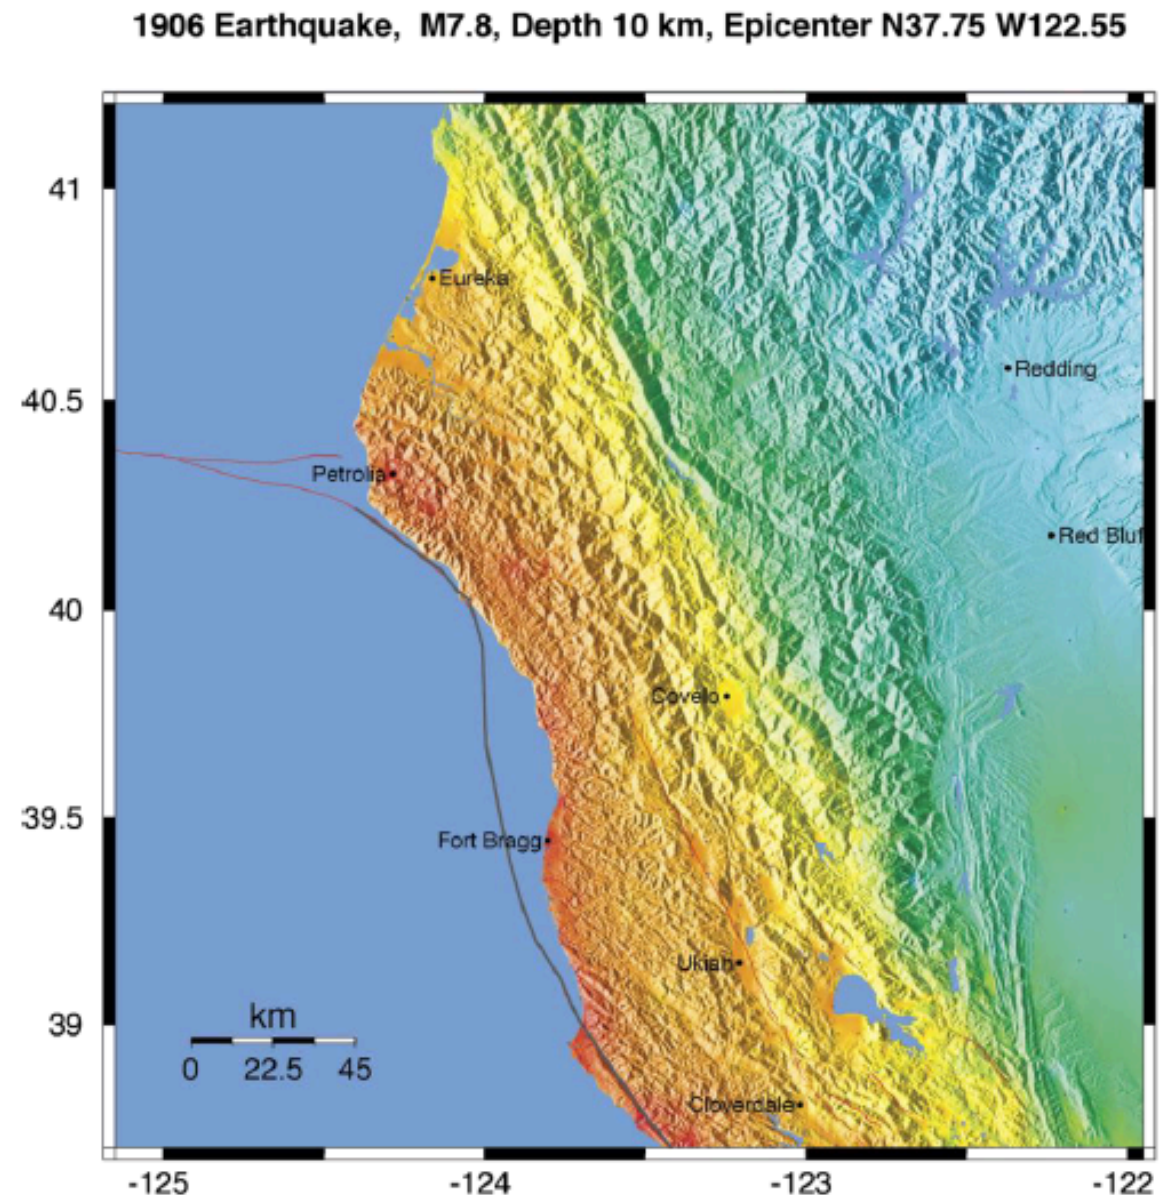 1906 Earthquake, M7.8, Depth 10 km, Epicenter N37.75 W122.55
41
Eureka
Redding
40.5
Petrolia
Red Bluf
40
Covelo
39.5
Fort Bragg
Ukiah
39
km
0 22.5 45
Cloverdale
-125 -124 -123 -122